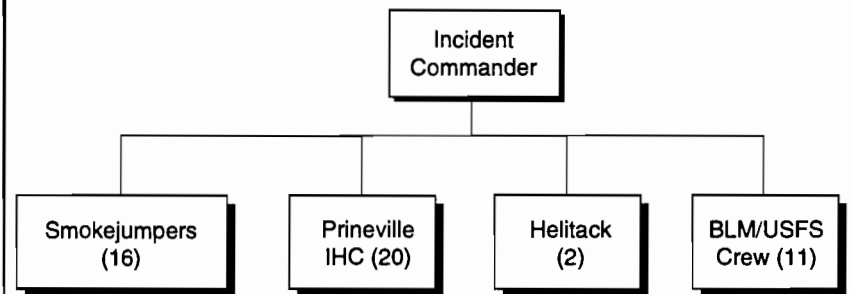 Incident
Commander
Smokejumpers
(16)
Prineville
IHC (20)
Helitack
(2)
BLM/USFS
Crew (11)